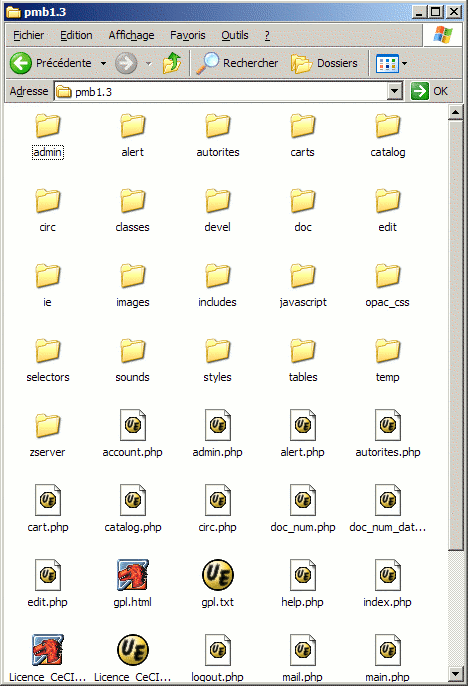 pmb1.3
Fichier Edition Affichage Favoris Outils ?
Précédente Rechercher Dossiers
Adresse pmb1.3 OK
admin alert autorites carts catalog
circ classes devel doc edit
ie images includes javascript opac_css
selectors sounds styles tables temp
zserver account.php admin.php alert.php autorites.php
cart.php catalog.php circ.php doc_num.php doc_num_dat...
edit.php gpl.html gpl.txt help.php index.php
Licence_CeCI... Licence_CeCI... logout.php mail.php main.php